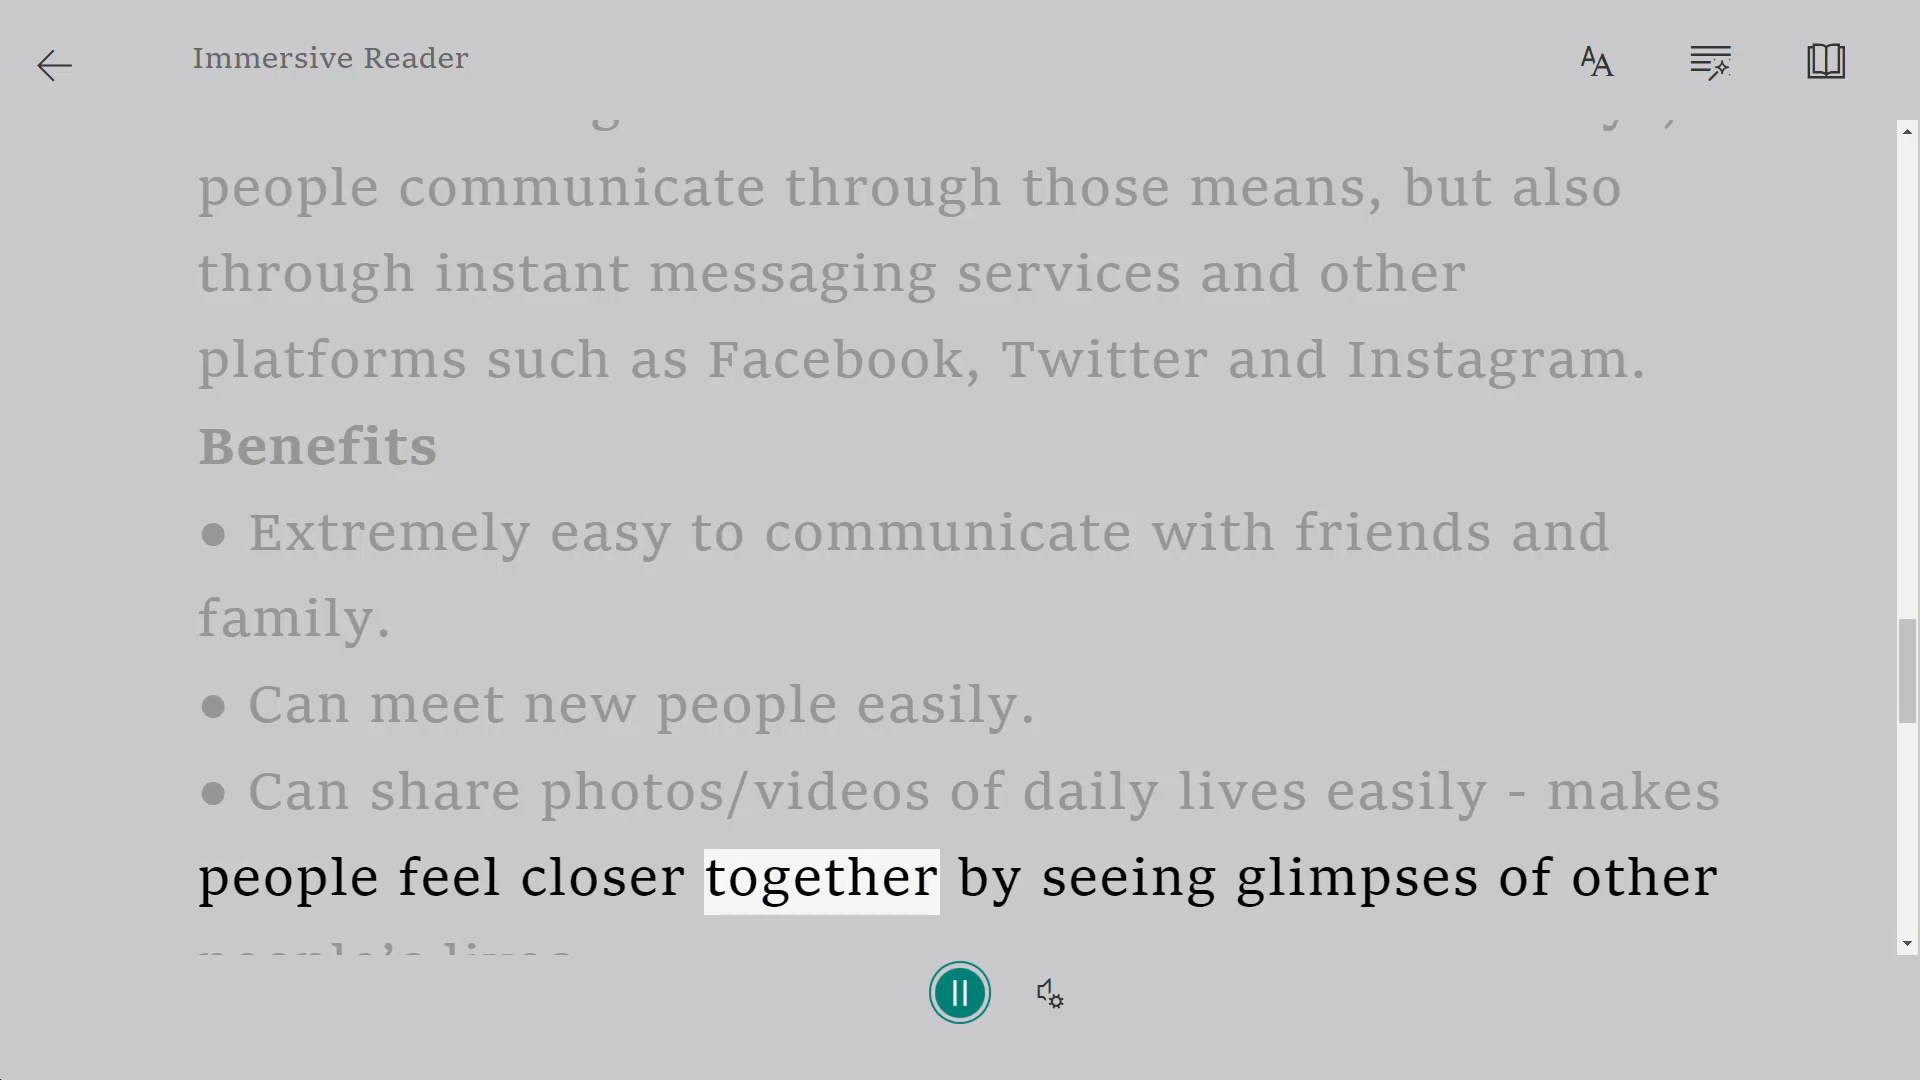 Immersive Reader
people communicate through those means, but also
through instant messaging services and other
platforms such as Facebook, Twitter and Instagram.
Benefits
● Extremely easy to communicate with friends and
family.
● Can meet new people easily.
● Can share photos/videos of daily lives easily - makes
people feel closer together by seeing glimpses of other
people's lives